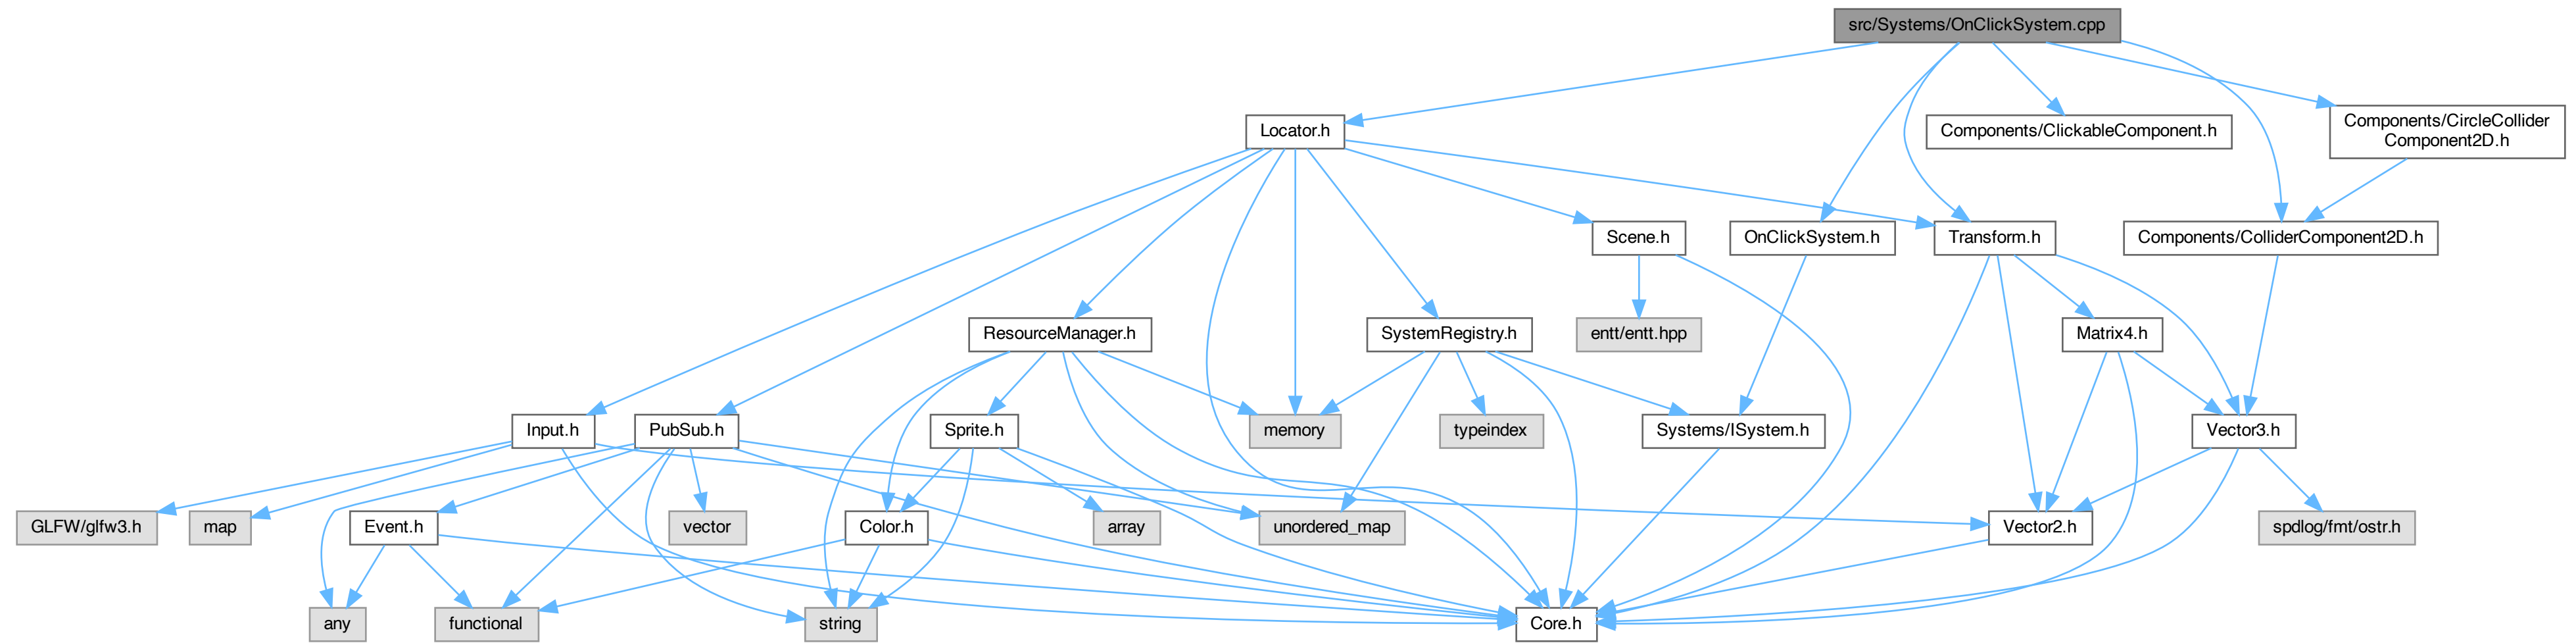 src/Systems/OnClickSystem.cpp
Locator.h
Components/ClickableComponent.h
Components/CircleCollider
Component2D.h
Scene.h
OnClickSystem.h
Transform.h
Components/ColliderComponent2D.h
ResourceManager.h
SystemRegistry.h
entt/entt.hpp
Matrix4.h
Input.h
PubSub.h
Sprite.h
memory
typeindex
Systems/ISystem.h
Vector3.h
GLFW/glfw3.h
map
Event.h
vector
Color.h
array
unordered_map
Vector2.h
spdlog/fmt/ostr.h
any
functional
string
Core.h